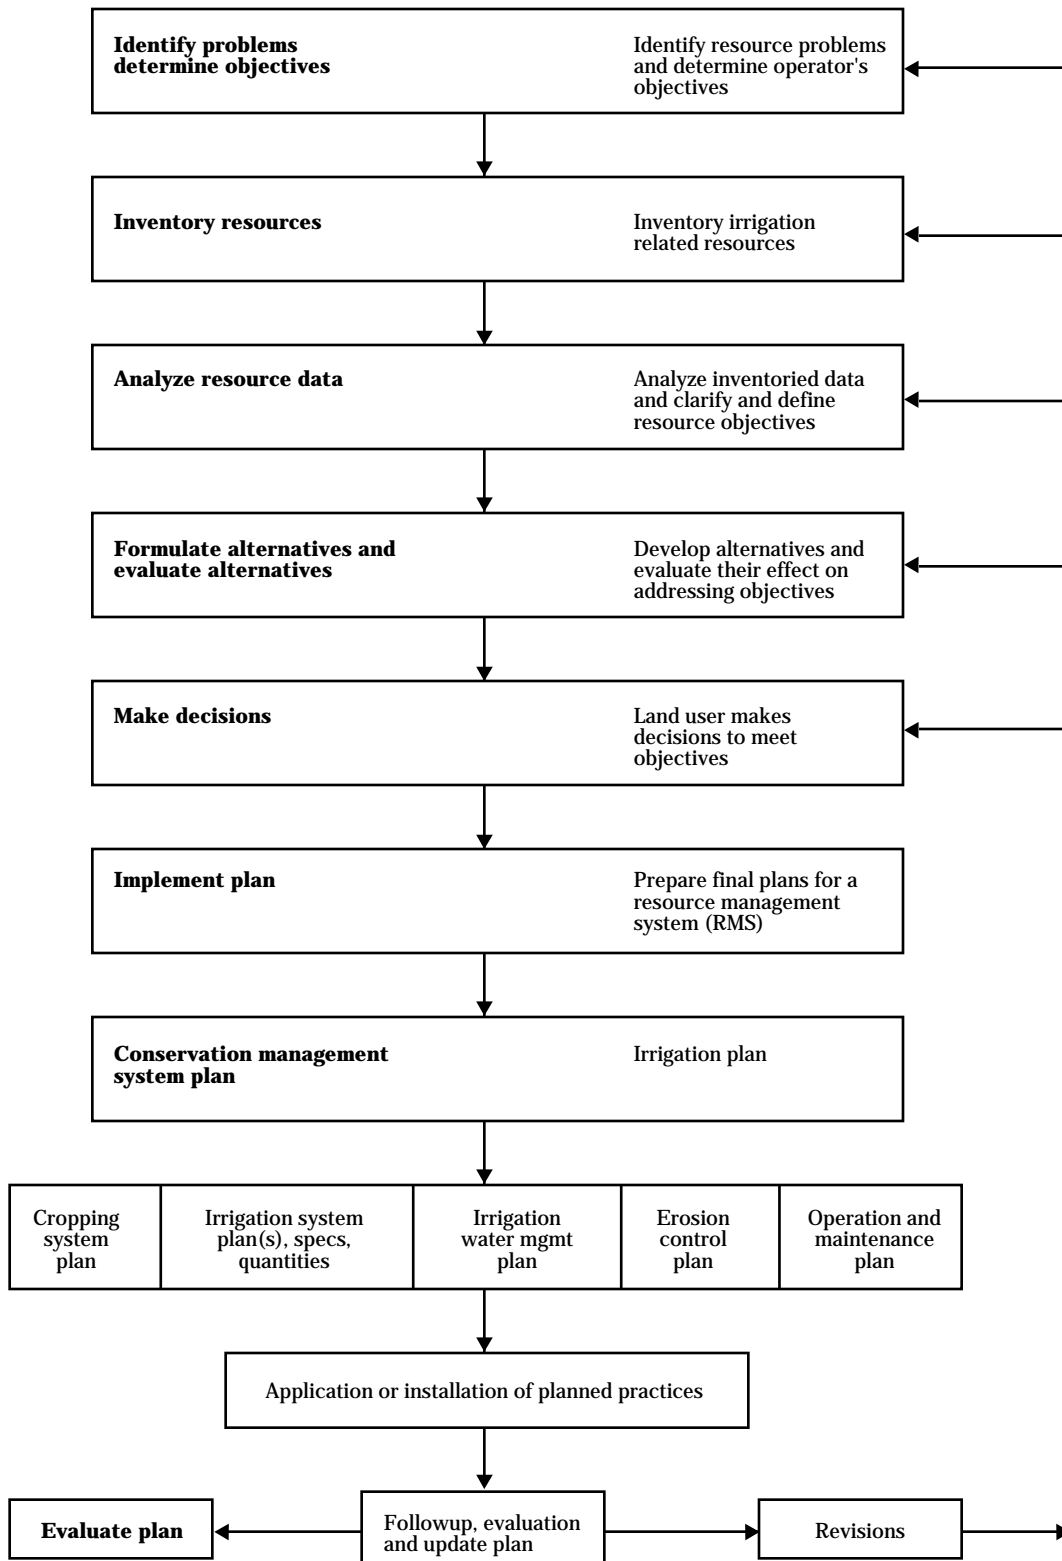 Identify problems
determine objectives
Identify resource problems
and determine operator's
objectives
Inventory resources
Inventory irrigation
related resources
Analyze resource data
Analyze inventoried data
and clarify and define
resource objectives
Formulate alternatives and
evaluate alternatives
Develop alternatives and
evaluate their effect on
addressing objectives
Make decisions
Land user makes
decisions to meet
objectives
Implement plan
Prepare final plans for a
resource management
system (RMS)
Conservation management
system plan
Irrigation plan
Cropping
system
plan
Irrigation system
plan(s), specs,
quantities
Irrigation
water mgmt
plan
Erosion
control
plan
Operation and
maintenance
plan
Application or installation of planned practices
Evaluate plan
Followup, evaluation
and update plan
Revisions